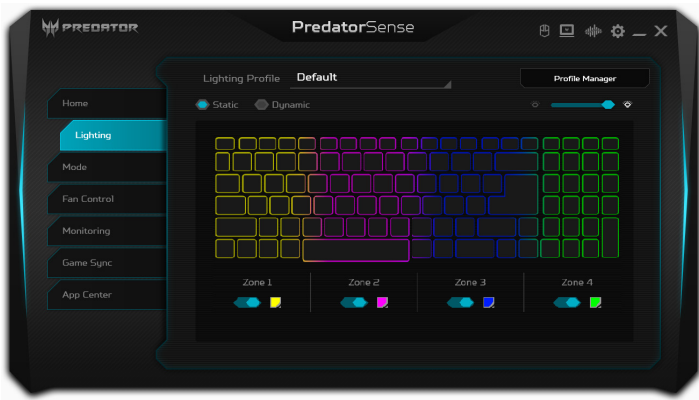 PREDATOR
PredatorSense
Lighting Profile Default
Profile Manager
Static Dynamic
Home
Lighting
Mode
Fan Control
Monitoring
Game Sync
App Center
Zone 1 Zone 2 Zone 3 Zone 4